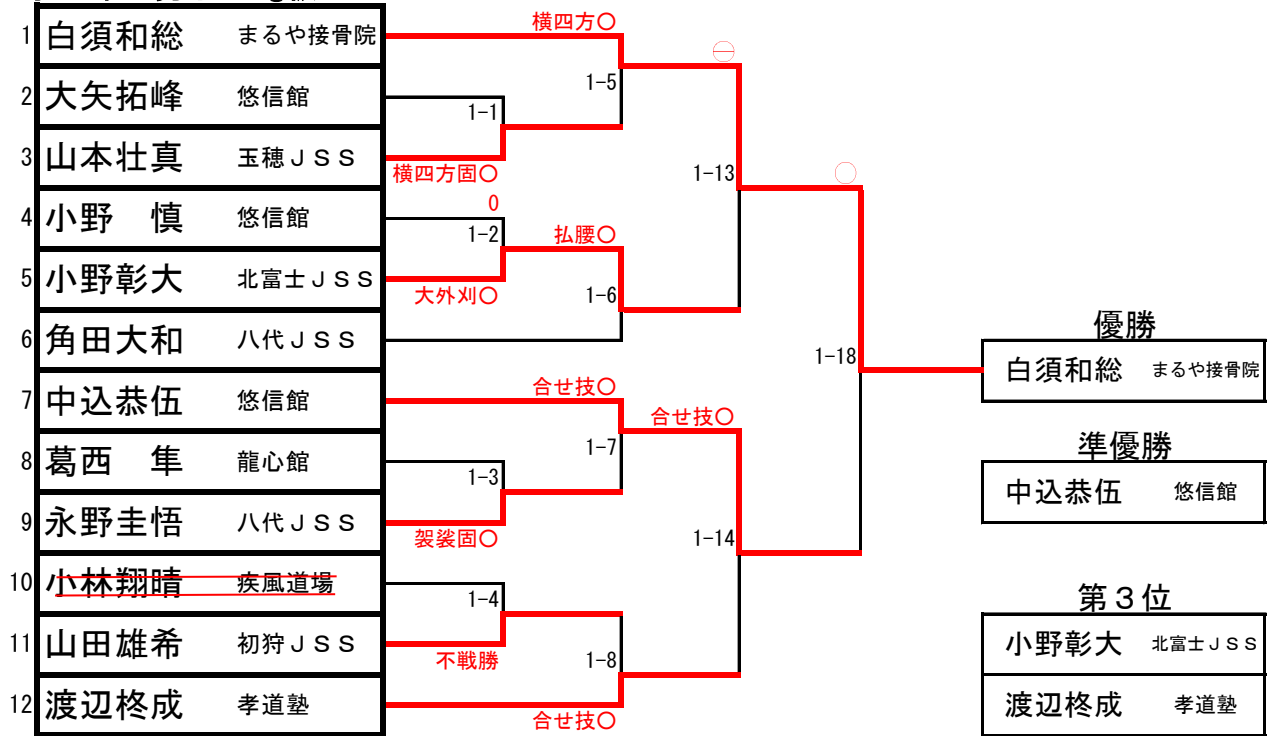 1 白須和総 まるや接骨院
横四方〇
1-5
2 大矢拓峰 悠信館
1-1
3 山本壮真 玉穂ＪＳＳ
横四方固〇
1-13
4 小野　慎 悠信館
0
1-2
払腰〇
5 小野彰大 北富士ＪＳＳ
大外刈〇
1-6
6 角田大和 八代ＪＳＳ
1-18
7 中込恭伍 悠信館
合せ技〇
合せ技〇
1-7
8 葛西　隼 龍心館
1-3
9 永野圭悟 八代ＪＳＳ
袈裟固〇
1-14
10 小林翔晴 疾風道場
1-4
11 山田雄希 初狩ＪＳＳ
不戦勝
1-8
12 渡辺柊成 孝道塾
合せ技〇
優勝
白須和総 まるや接骨院
準優勝
中込恭伍 悠信館
第３位
小野彰大 北富士ＪＳＳ
渡辺柊成 孝道塾